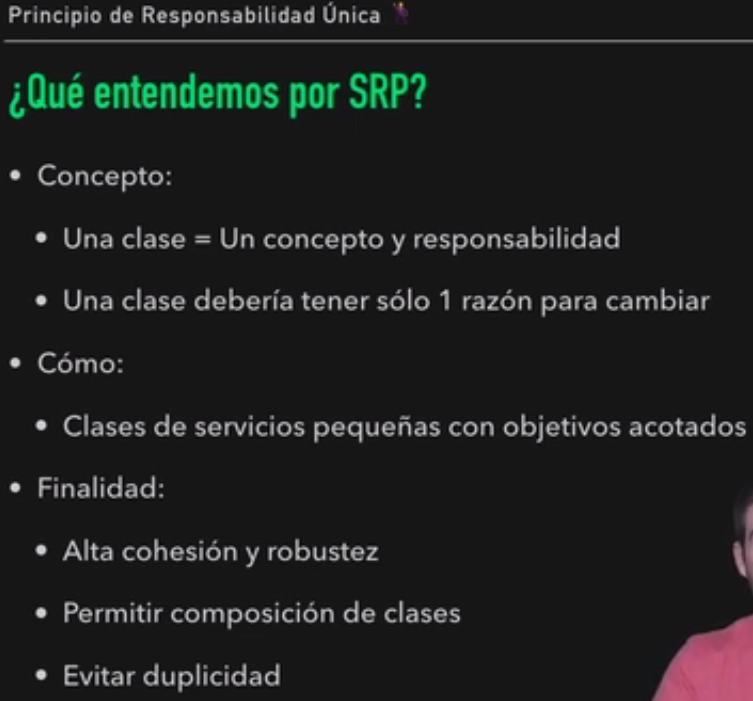 Principio de Responsabilidad Única
¿Qué entendemos por SRP?
• Concepto:
• Una clase = Un concepto y responsabilidad
• Una clase debería tener sólo 1 razón para cambiar
• Cómo:
• Clases de servicios pequeñas con objetivos acotados
• Finalidad:
• Alta cohesión y robustez
• Permitir composición de clases
• Evitar duplicidad